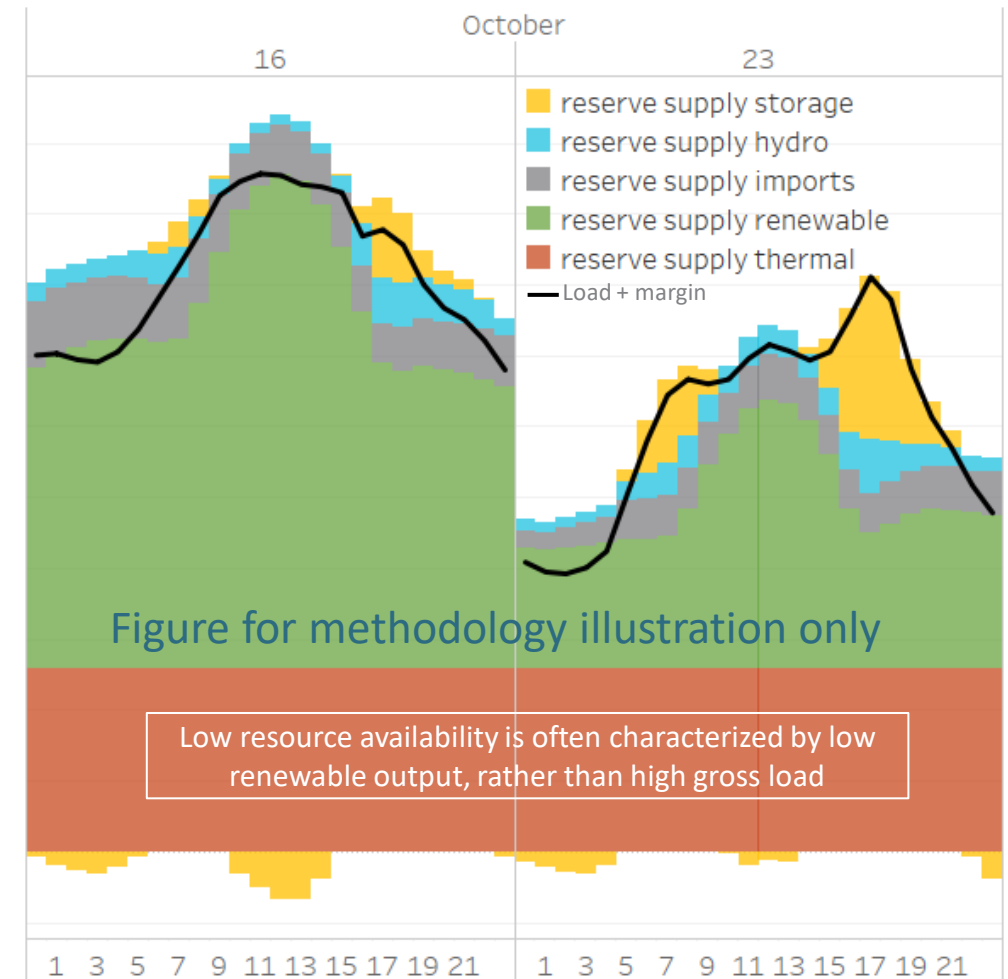 October
16
23
reserve supply storage
reserve supply hydro
reserve supply imports
reserve supply renewable
reserve supply thermal
Load + margin
Figure for methodology illustration only
Low resource availability is often characterized by low
renewable output, rather than high gross load
1 3 5 7 9 11 13 15 17 19 21 1 3 5 7 9 11 13 15 17 19 21